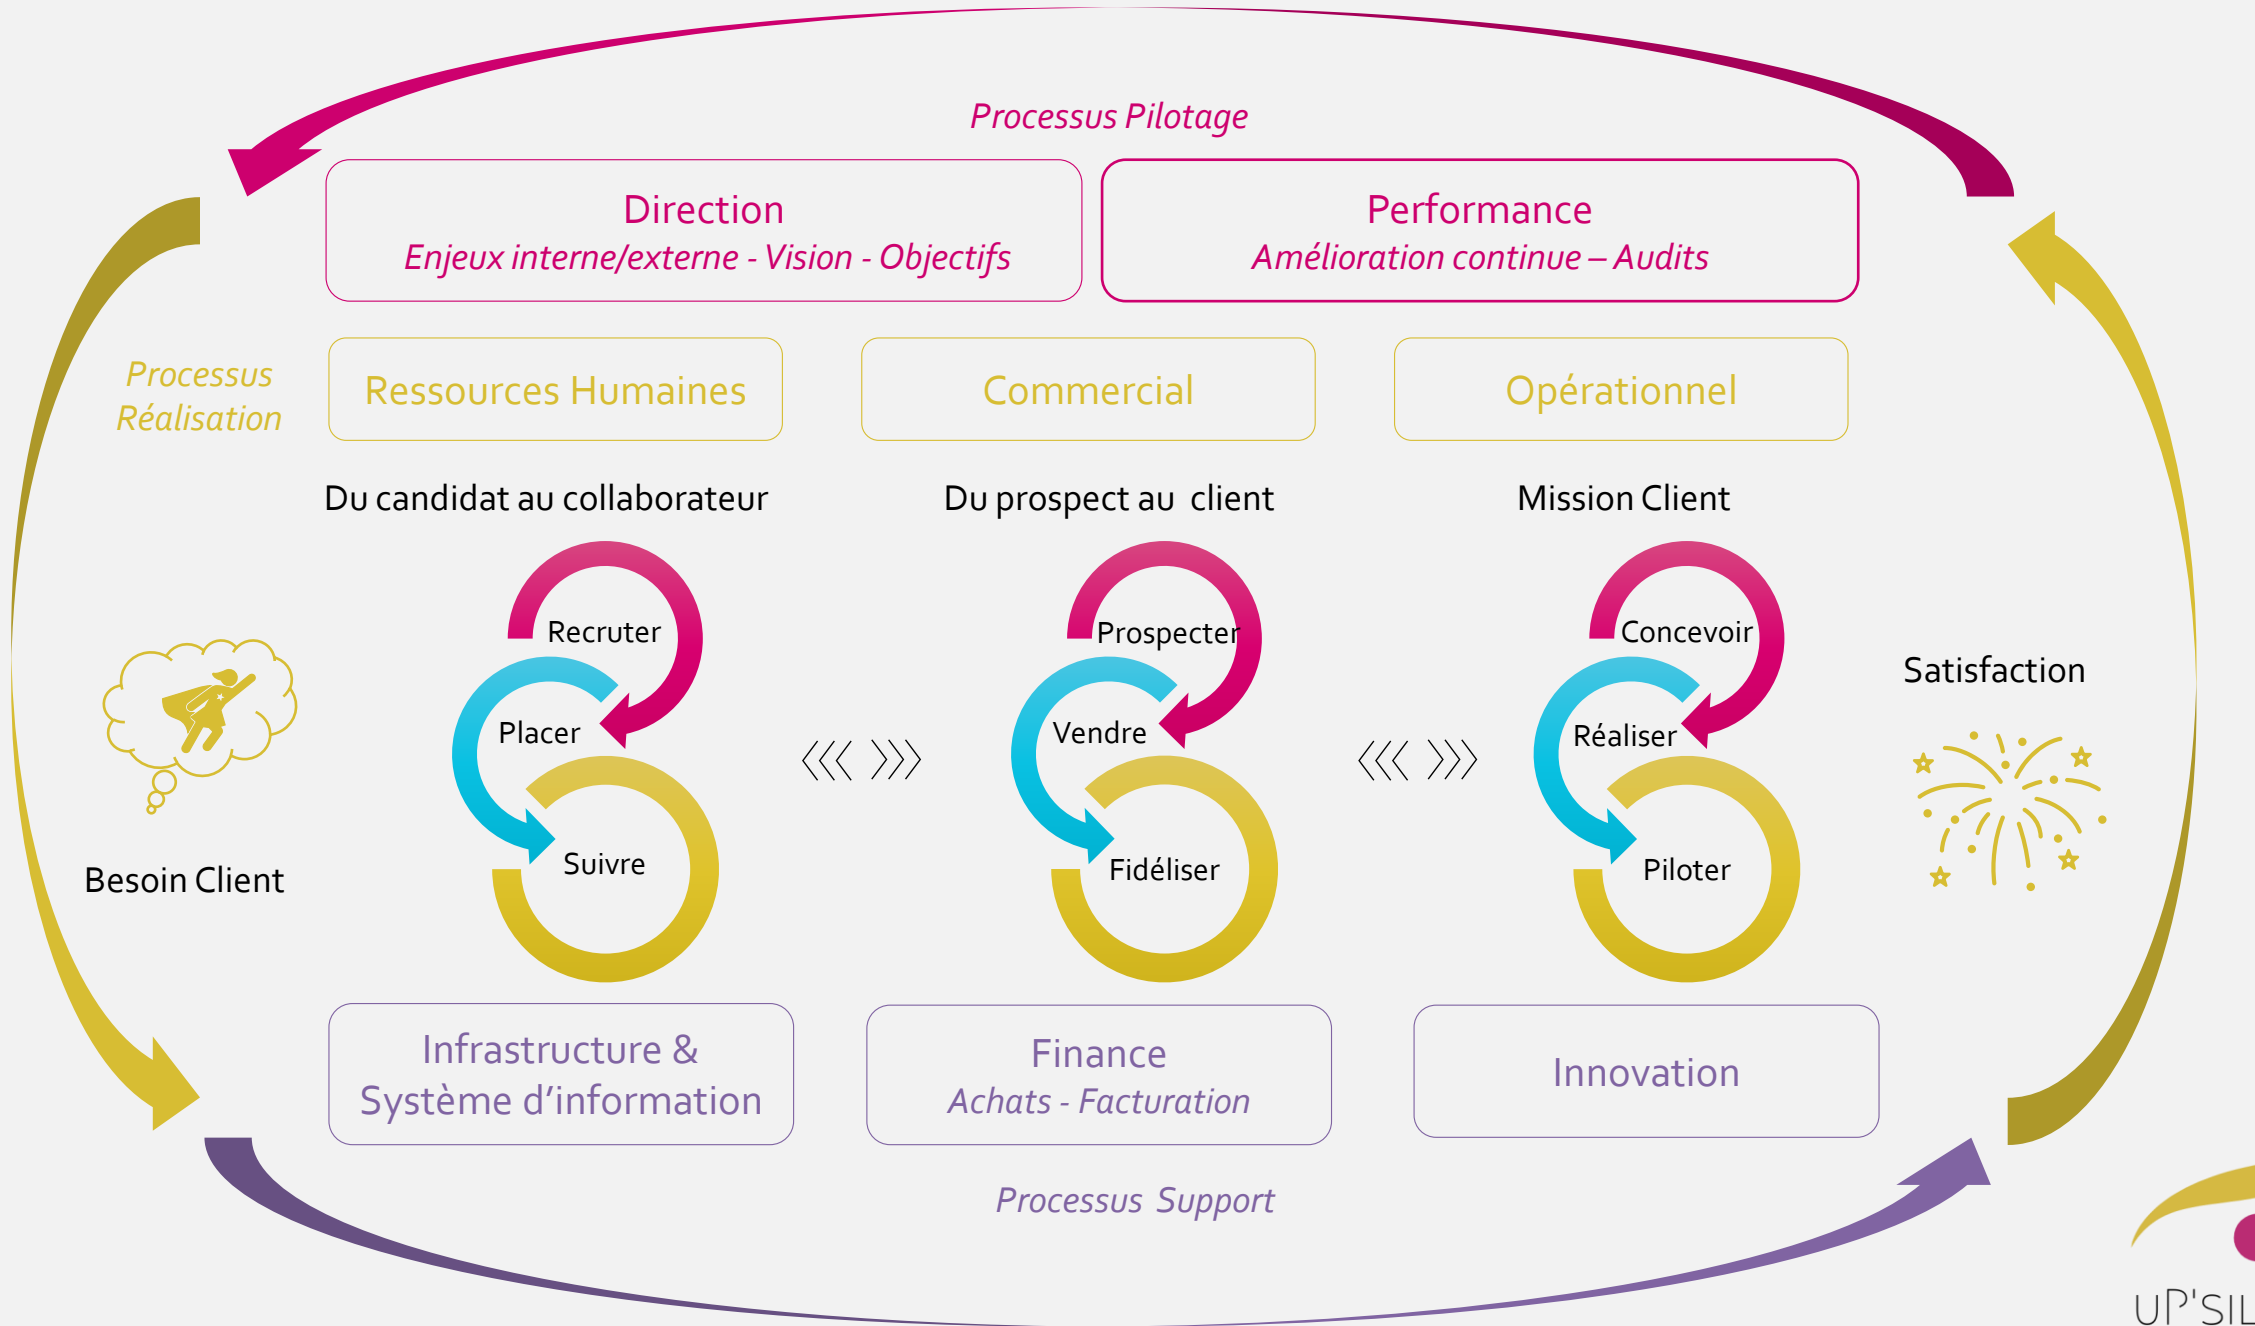 Processus Pilotage
Direction
Enjeux interne/externe - Vision - Objectifs
Performance
Amélioration continue – Audits
Processus
Réalisation
Ressources Humaines
Commercial
Opérationnel
Du candidat au collaborateur
Du prospect au client
Mission Client
Recruter
Placer
Suivre
Prospecter
Vendre
Fidéliser
Concevoir
Réaliser
Piloter
Besoin Client
Satisfaction
Infrastructure &
Système d’information
Finance
Achats - Facturation
Innovation
Processus Support
UP'SIL